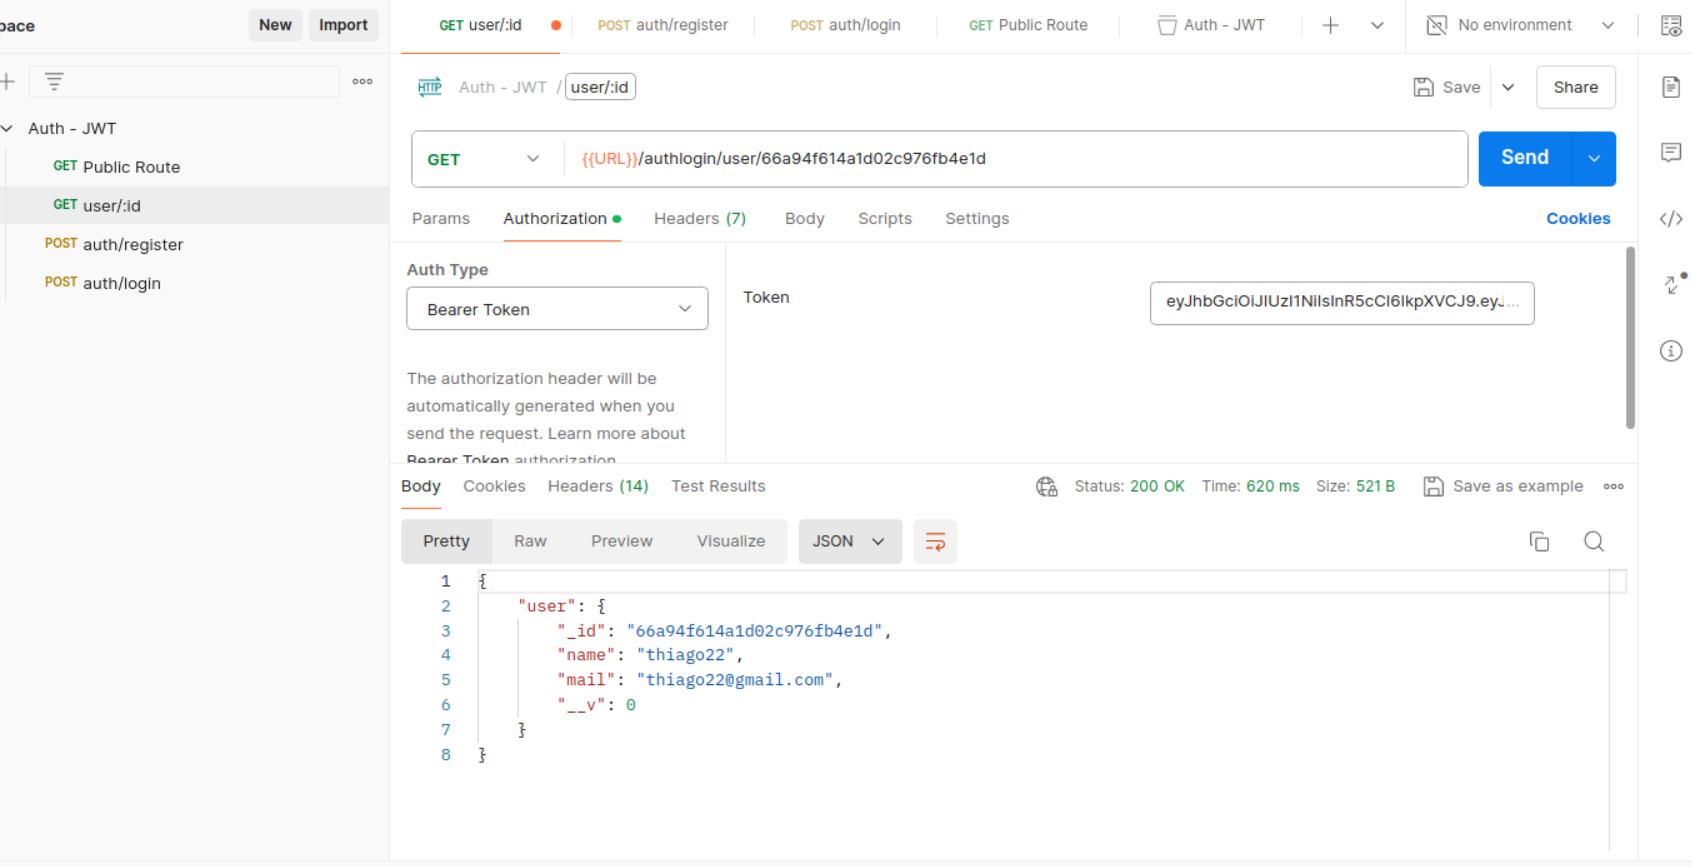 pace
New
Import
GET user/:id
POST auth/register
POST auth/login
GET Public Route
Auth - JWT
No environment
Auth - JWT
GET Public Route
GET user/:id
POST auth/register
POST auth/login
HTTP Auth - JWT / user/:id
Save
Share
GET
{{URL}}/authlogin/user/66a94f614a1d02c976fb4e1d
Send
Params
Authorization
Headers (7)
Body
Scripts
Settings
Cookies
Auth Type
Bearer Token
The authorization header will be
automatically generated when you
send the request. Learn more about
Bearer Token authorization
Token
eyJhbGciOiJIUzI1NiIsInR5cCI6IkpXVCJ9.eyJ...
Body
Cookies
Headers (14)
Test Results
Status: 200 OK
Time: 620 ms
Size: 521 B
Save as example
Pretty
Raw
Preview
Visualize
JSON
1 {
2 "user": {
3 "_id": "66a94f614a1d02c976fb4e1d",
4 "name": "thiago22",
5 "mail": "thiago22@gmail.com",
6 "__v": 0
7 }
8 }